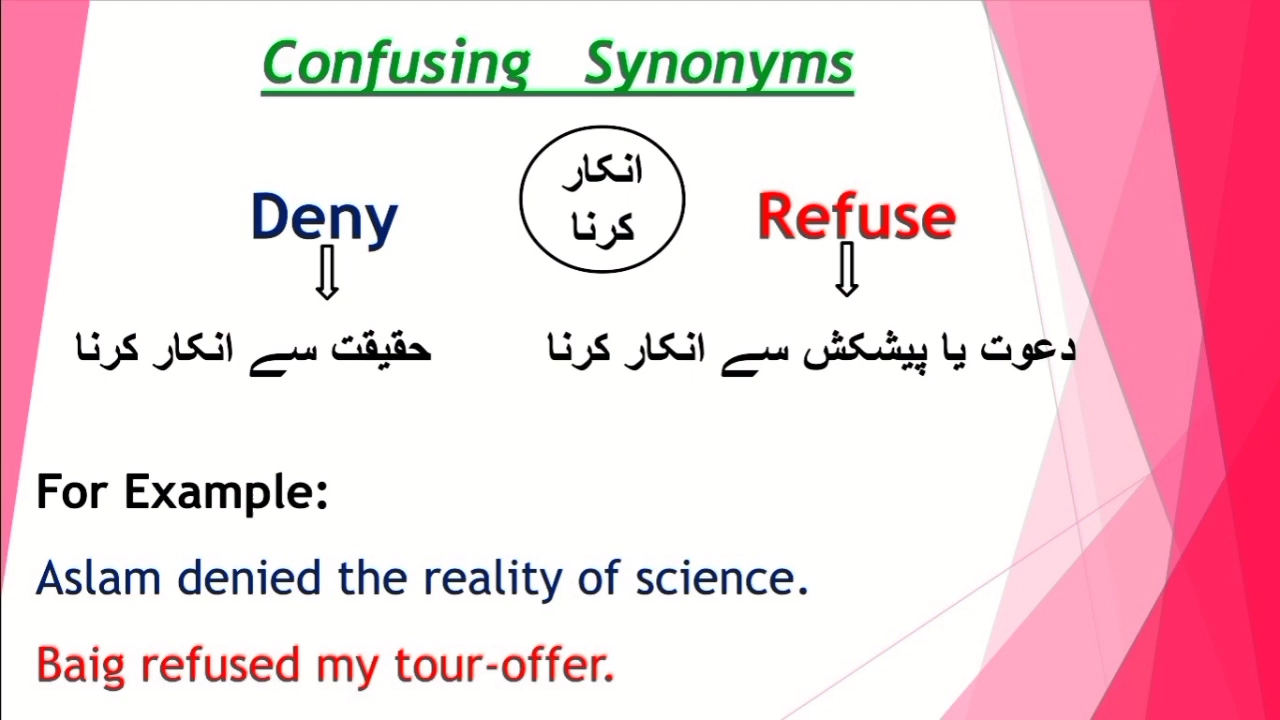 Confusing Synonyms
انکار
کرنا
Deny
Refuse
حقیقت سے انکار کرنا
دعوت یا پیشکش سے انکار کرنا
For Example:
Aslam denied the reality of science.
Baig refused my tour-offer.